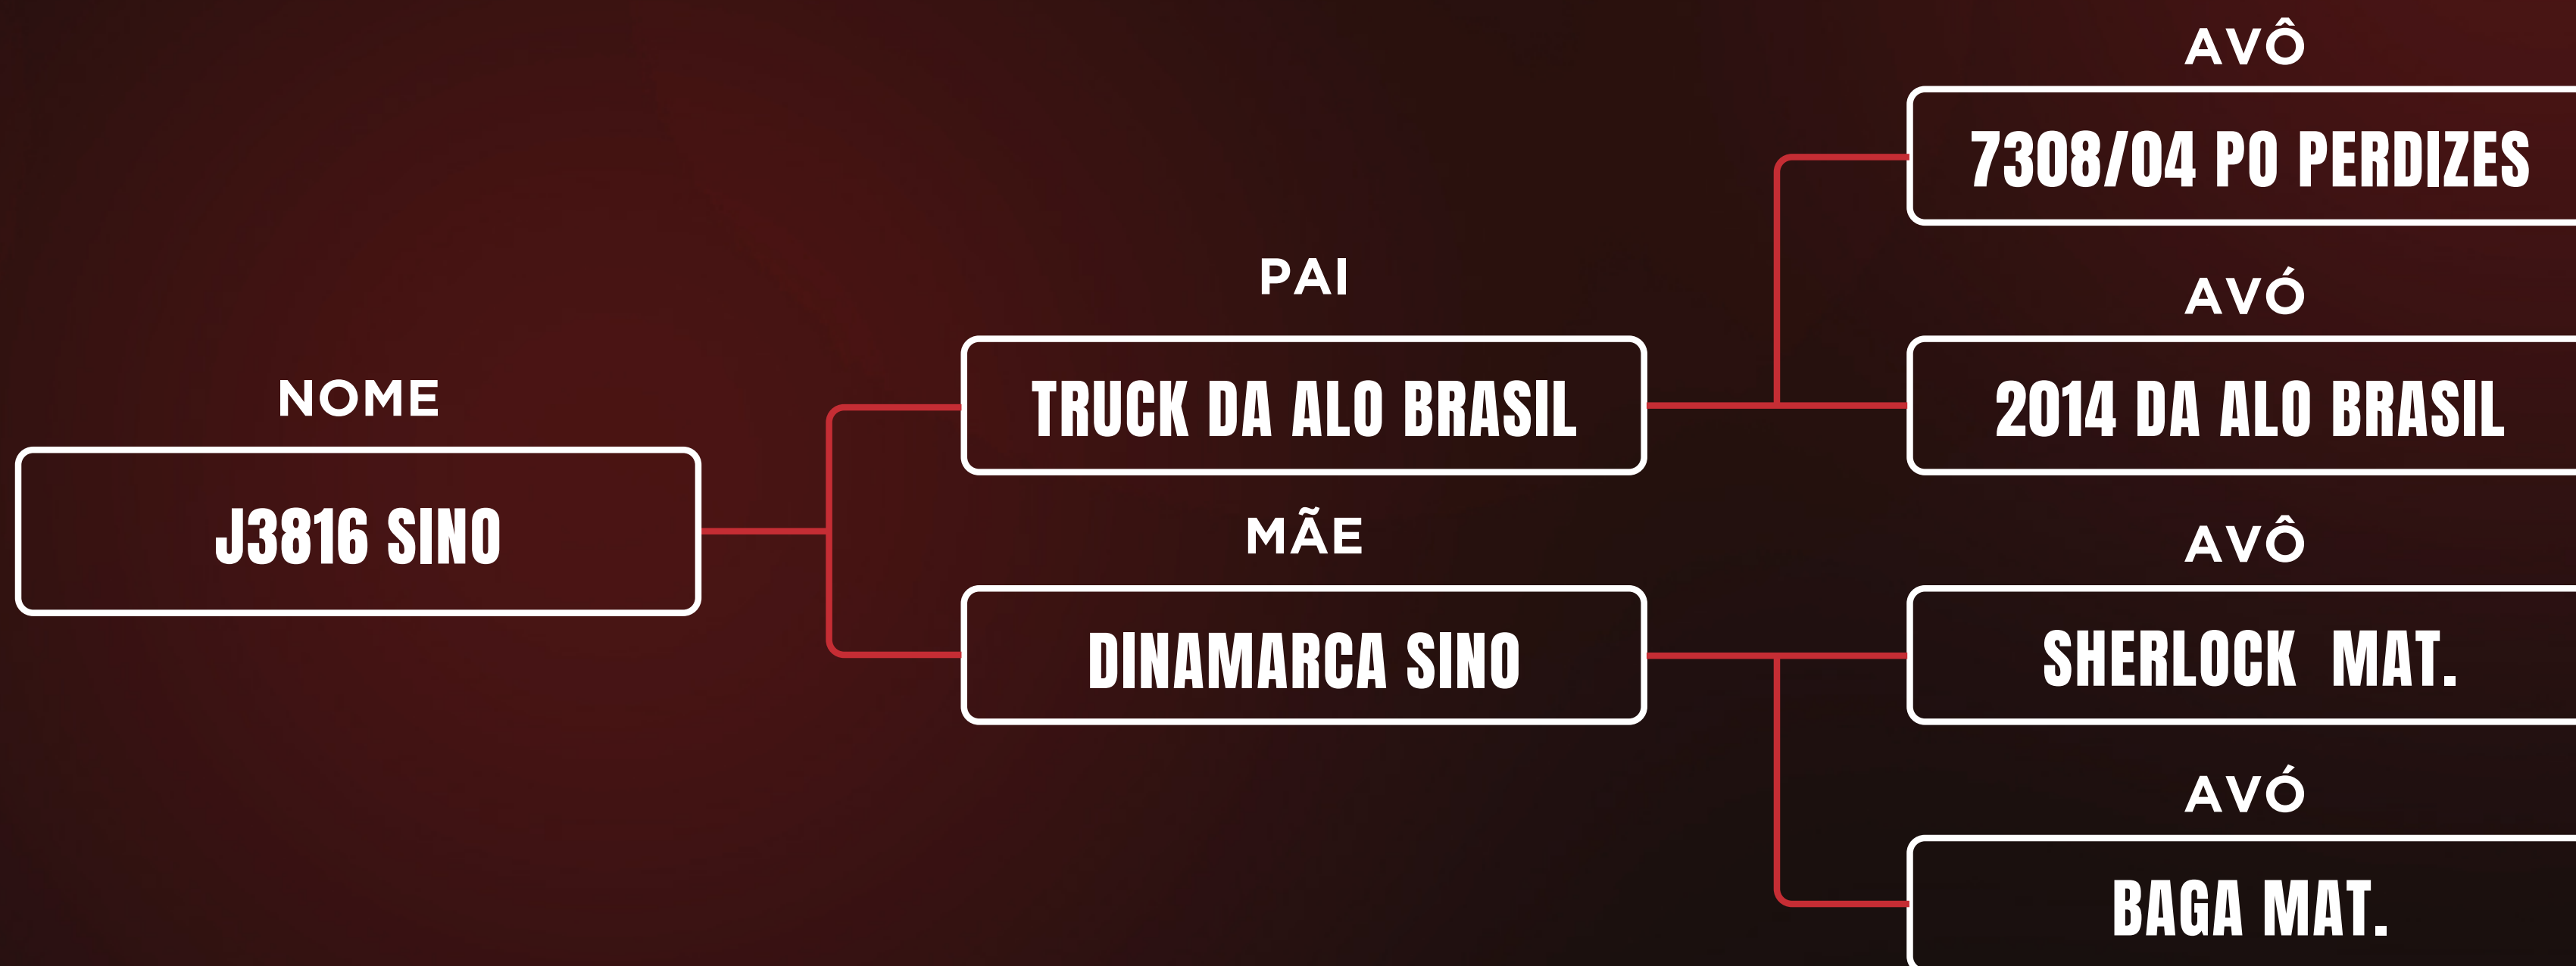 NOME
J3816 SINO
PAI
TRUCK DA ALO BRASIL
MÃE
DINAMARCA SINO
AVÔ
7308/04 PO PERDIZES
AVÓ
2014 DA ALO BRASIL
AVÔ
SHERLOCK  MAT.
AVÓ
BAGA MAT.